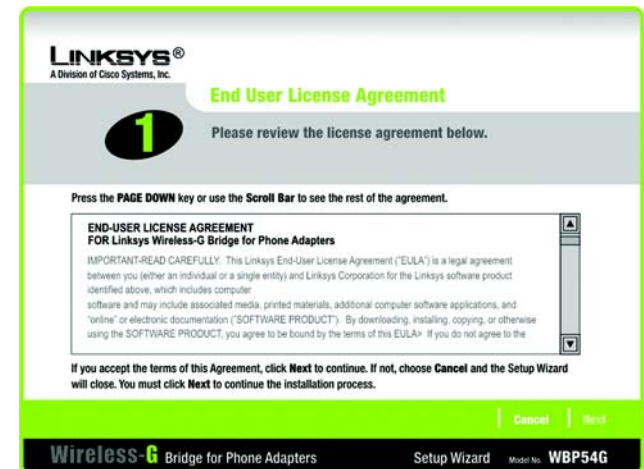 LINKSYS®
A Division of Cisco Systems, Inc.
End User License Agreement
1
Please review the license agreement below.
Press the PAGE DOWN key or use the Scroll Bar to see the rest of the agreement.
END-USER LICENSE AGREEMENT
FOR Linksys Wireless-G Bridge for Phone Adapters
IMPORTANT-READ CAREFULLY: This Linksys End-User License Agreement ("EULA") is a legal agreement
between you (either an individual or a single entity) and Linksys Corporation for the Linksys software product
identified above, which includes computer
software and may include associated media, printed materials, additional computer software applications, and
"online" or electronic documentation ("SOFTWARE PRODUCT"). By downloading, installing, copying, or otherwise
using the SOFTWARE PRODUCT, you agree to be bound by the terms of this EULA> If you do not agree to the
If you accept the terms of this Agreement, click Next to continue. If not, choose Cancel and the Setup Wizard
will close. You must click Next to continue the installation process.
Cancel Next
Wireless-G Bridge for Phone Adapters Setup Wizard Model No. WBP54G